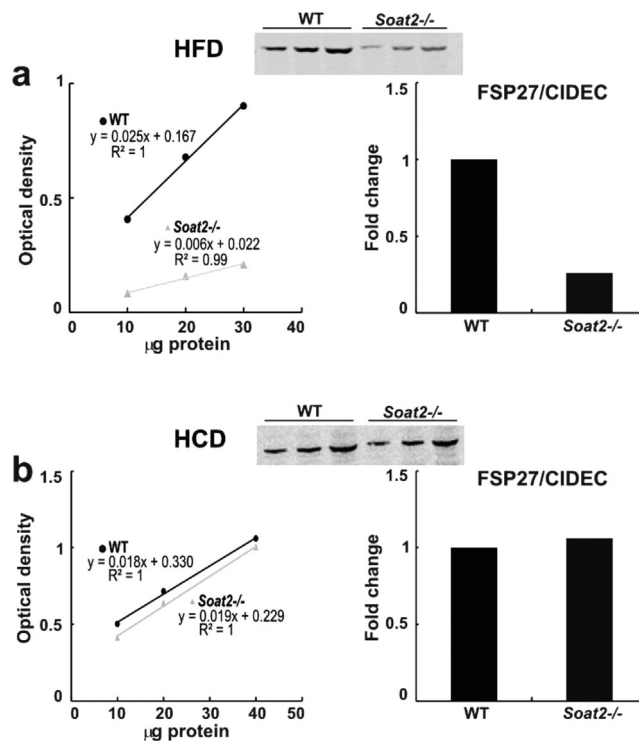 WT Soat2-/-
HFD
a
1
0.5
0
0 10 20 30 40
Optical density
µg protein
WT
y = 0.025x + 0.167
R² = 1
Soat2-/-
y = 0.006x + 0.022
R² = 0.99
FSP27/CIDEC
1.5
1
0.5
0
Fold change
WT Soat2-/-
WT Soat2-/-
HCD
b
1.5
1
0.5
0
0 10 20 30 40 50
Optical density
µg protein
WT
y = 0.018x + 0.330
R² = 1
Soat2-/-
y = 0.019x + 0.229
R² = 1
FSP27/CIDEC
1.5
1
0.5
0
Fold change
WT Soat2-/-